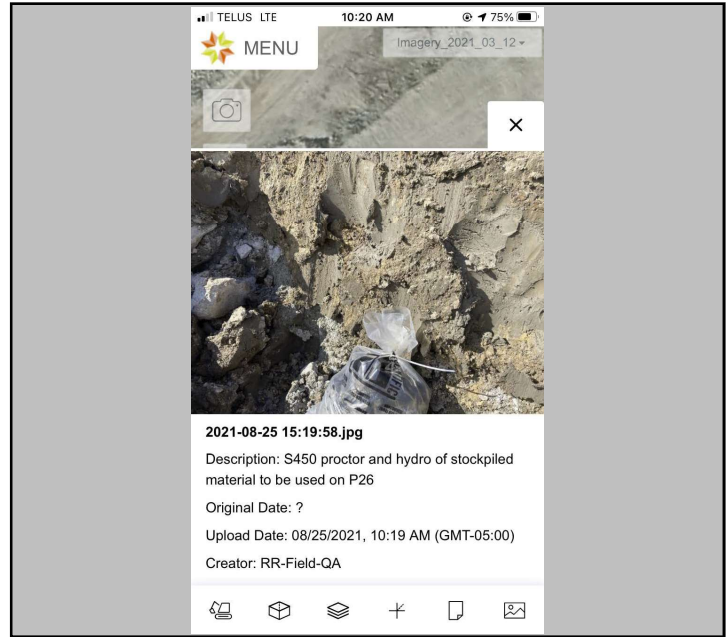 TELUS LTE 10:20 AM 75%
MENU Imagery_2021_03_12
2021-08-25 15:19:58.jpg
Description: S450 proctor and hydro of stockpiled
material to be used on P26
Original Date: ?
Upload Date: 08/25/2021, 10:19 AM (GMT-05:00)
Creator: RR-Field-QA